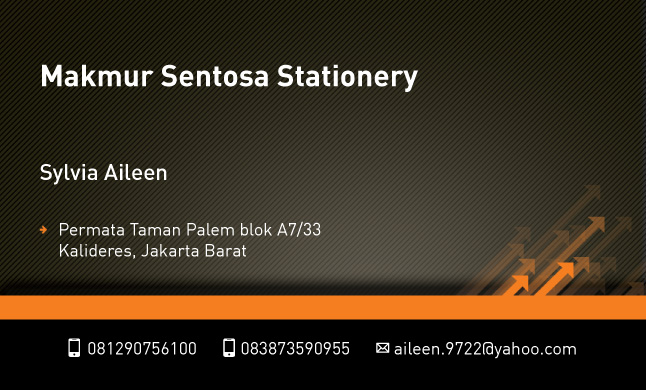 Makmur Sentosa Stationery
Sylvia Aileen
Permata Taman Palem blok A7/33
Kalideres, Jakarta Barat
081290756100 083873590955 aileen.9722@yahoo.com